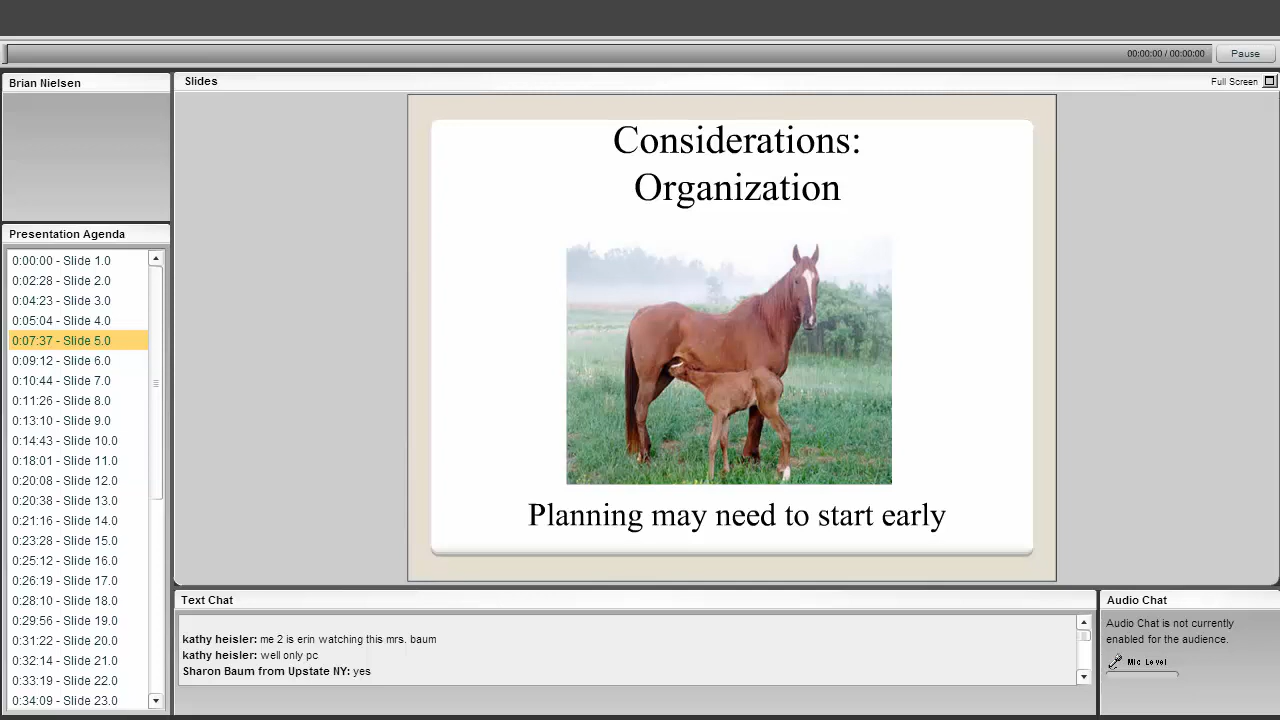 00:00:00 / 00:00:00
Pause
Brian Nielsen
Slides
Full Screen
Considerations:
Organization
Planning may need to start early
Presentation Agenda
0:00:00 - Slide 1.0
0:02:28 - Slide 2.0
0:04:23 - Slide 3.0
0:05:04 - Slide 4.0
0:07:37 - Slide 5.0
0:09:12 - Slide 6.0
0:10:44 - Slide 7.0
0:11:26 - Slide 8.0
0:13:10 - Slide 9.0
0:14:43 - Slide 10.0
0:18:01 - Slide 11.0
0:20:08 - Slide 12.0
0:20:38 - Slide 13.0
0:21:16 - Slide 14.0
0:23:28 - Slide 15.0
0:25:12 - Slide 16.0
0:26:19 - Slide 17.0
0:28:10 - Slide 18.0
0:29:56 - Slide 19.0
0:31:22 - Slide 20.0
0:32:14 - Slide 21.0
0:33:19 - Slide 22.0
0:34:09 - Slide 23.0
Text Chat
kathy heisler: me 2 is erin watching this mrs. baum
kathy heisler: well only pc
Sharon Baum from Upstate NY: yes
Audio Chat
Audio Chat is not currently
enabled for the audience.
Mic Level